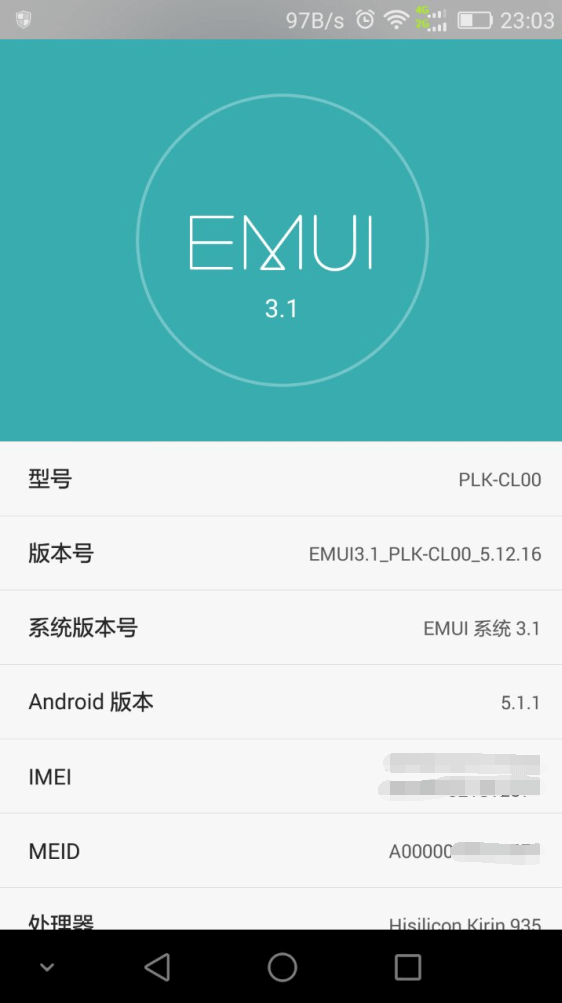 97B/s 4G 2G 23:03
EMUI
3.1
型号 PLK-CL00
版本号 EMUI3.1_PLK-CL00_5.12.16
系统版本号 EMUI 系统 3.1
Android 版本 5.1.1
IMEI
MEID A00000
处理器 Hisilicon Kirin 935